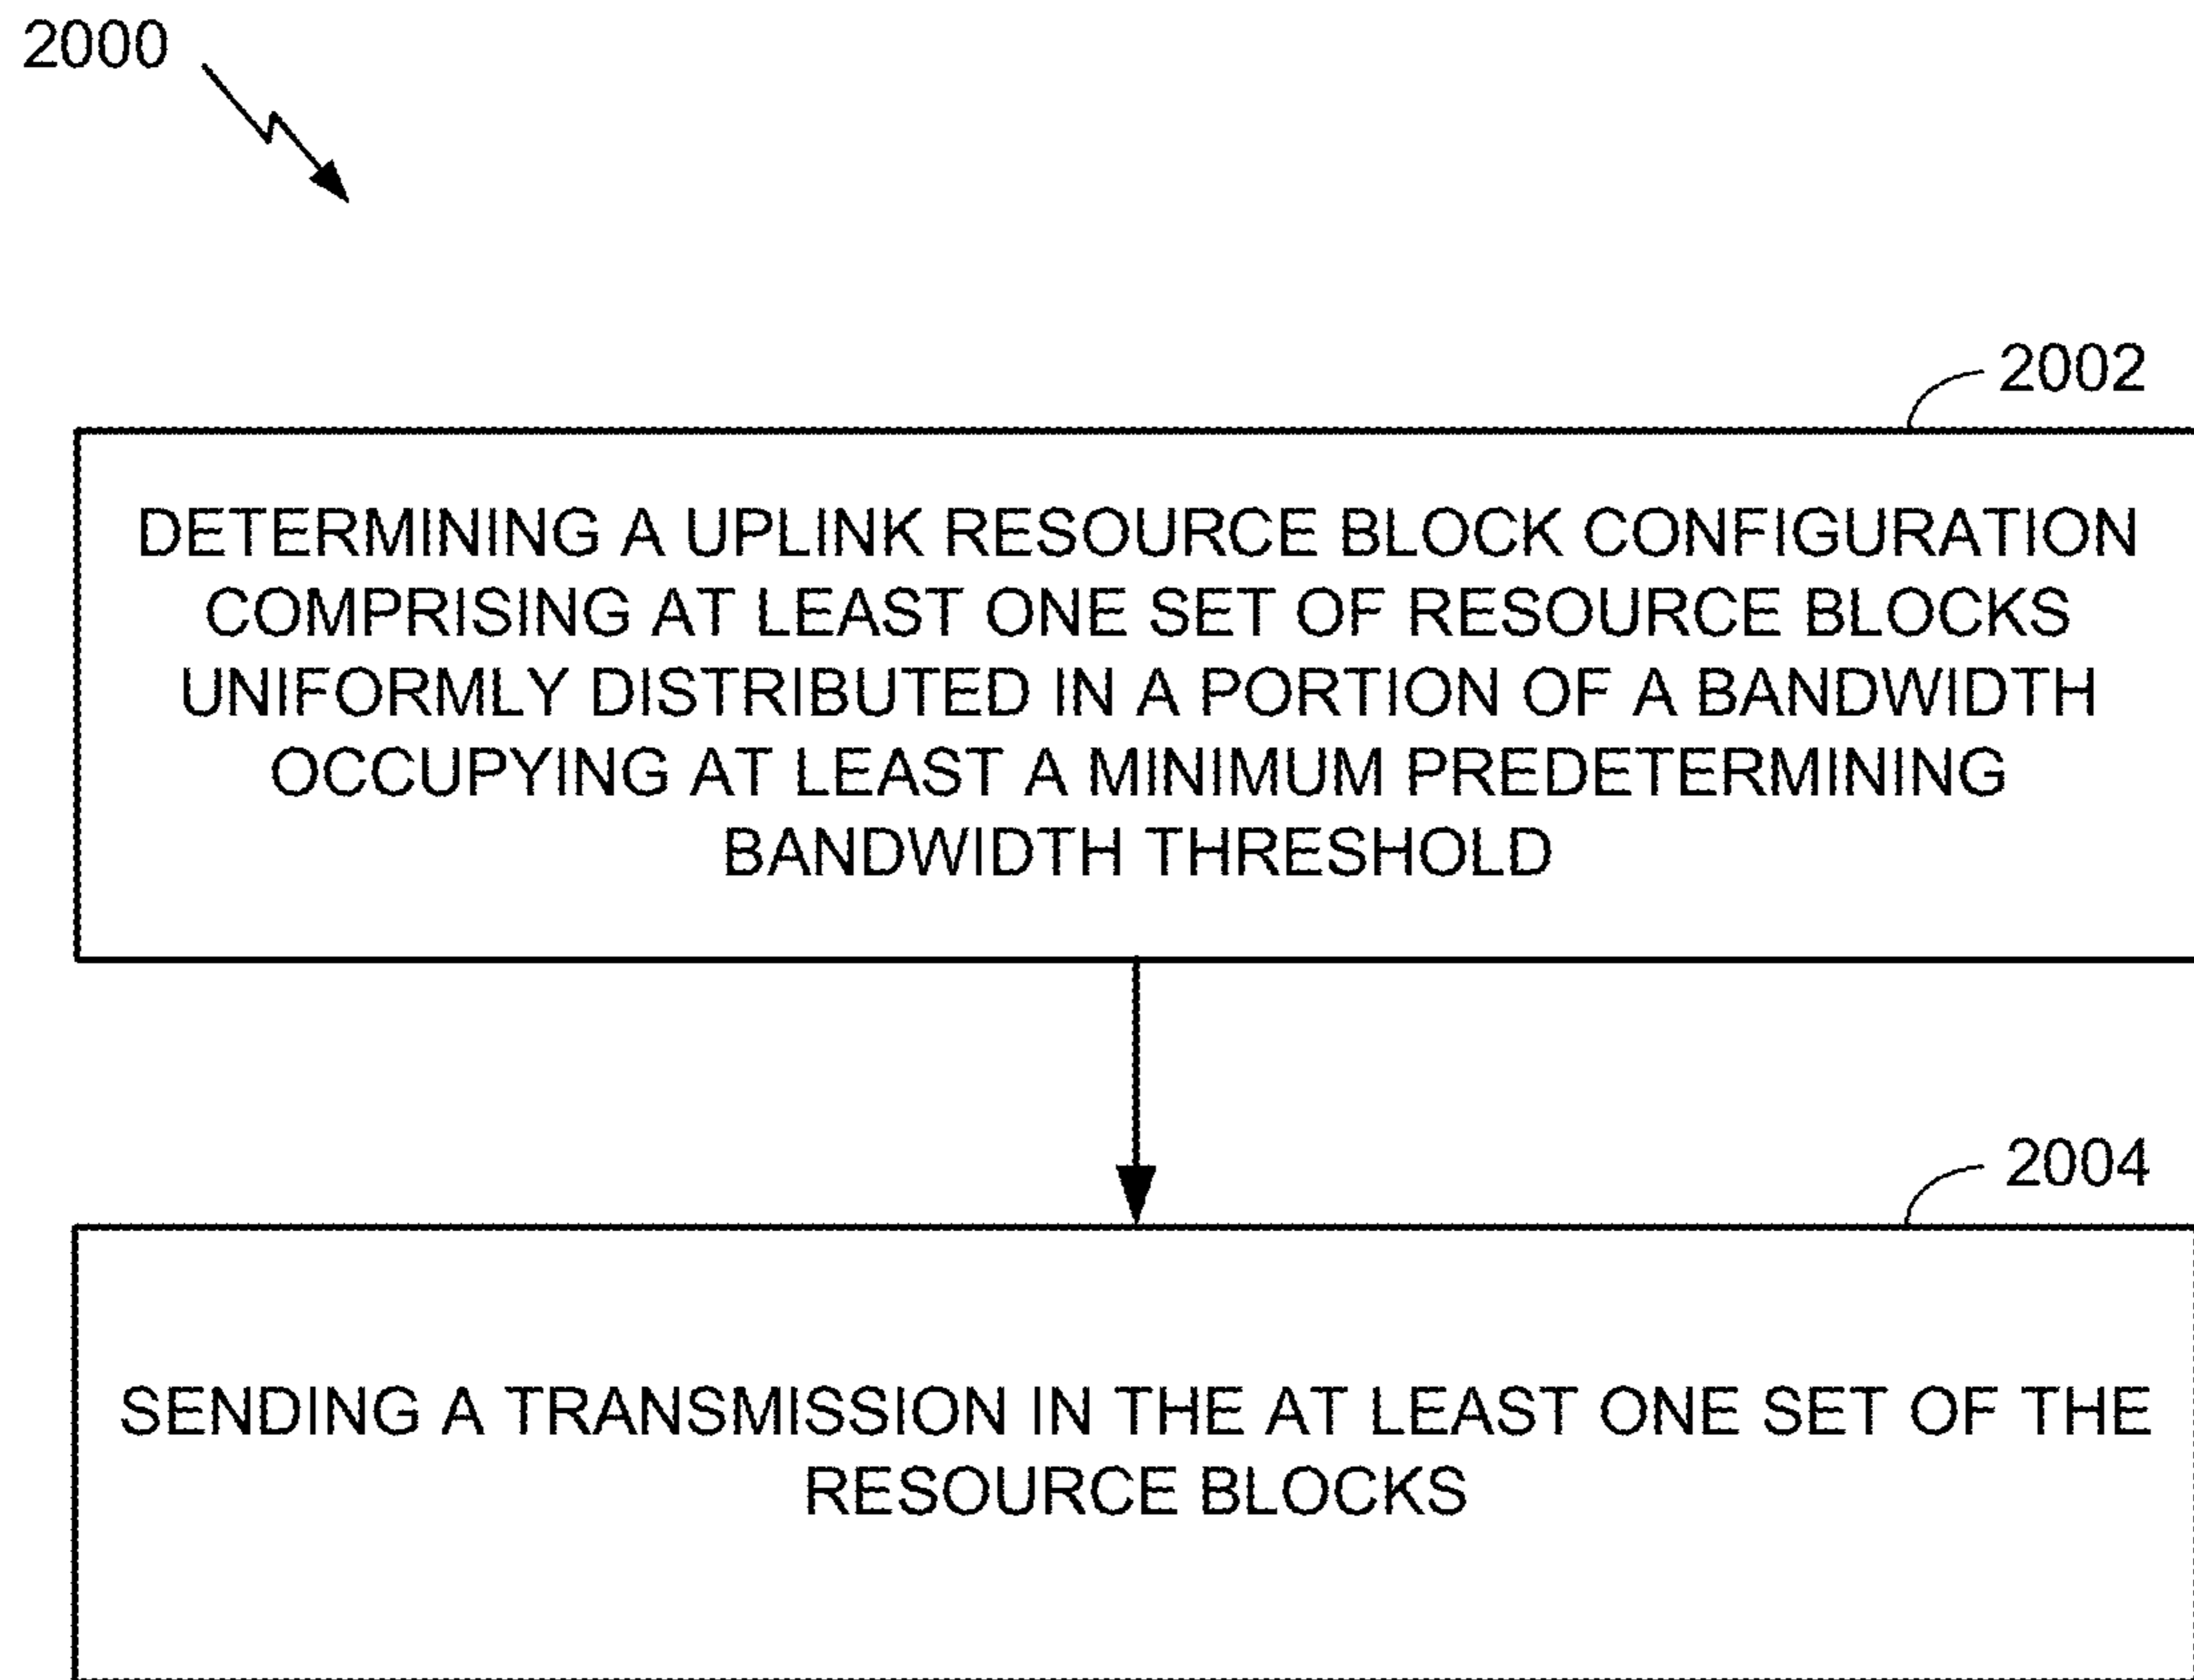 2000
2002
DETERMINING A UPLINK RESOURCE BLOCK CONFIGURATION
COMPRISING AT LEAST ONE SET OF RESOURCE BLOCKS
UNIFORMLY DISTRIBUTED IN A PORTION OF A BANDWIDTH
OCCUPYING AT LEAST A MINIMUM PREDETERMINING
BANDWIDTH THRESHOLD
2004
SENDING A TRANSMISSION IN THE AT LEAST ONE SET OF THE
RESOURCE BLOCKS